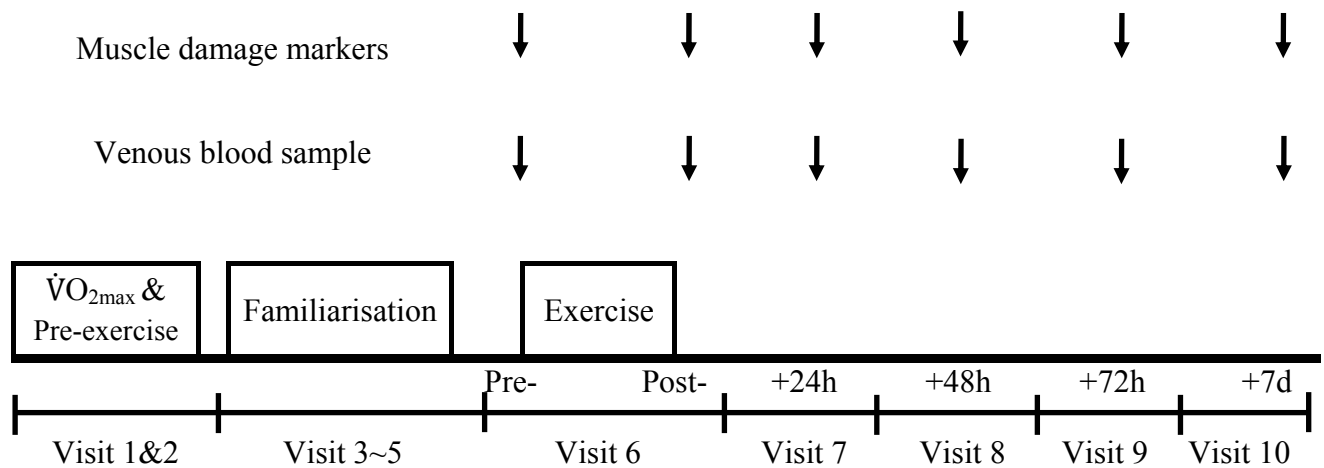 Muscle damage markers
Venous blood sample
V̇O2max &
Pre-exercise
Familiarisation
Exercise
Pre- Post- +24h +48h +72h +7d
Visit 1&2 Visit 3~5 Visit 6 Visit 7 Visit 8 Visit 9 Visit 10